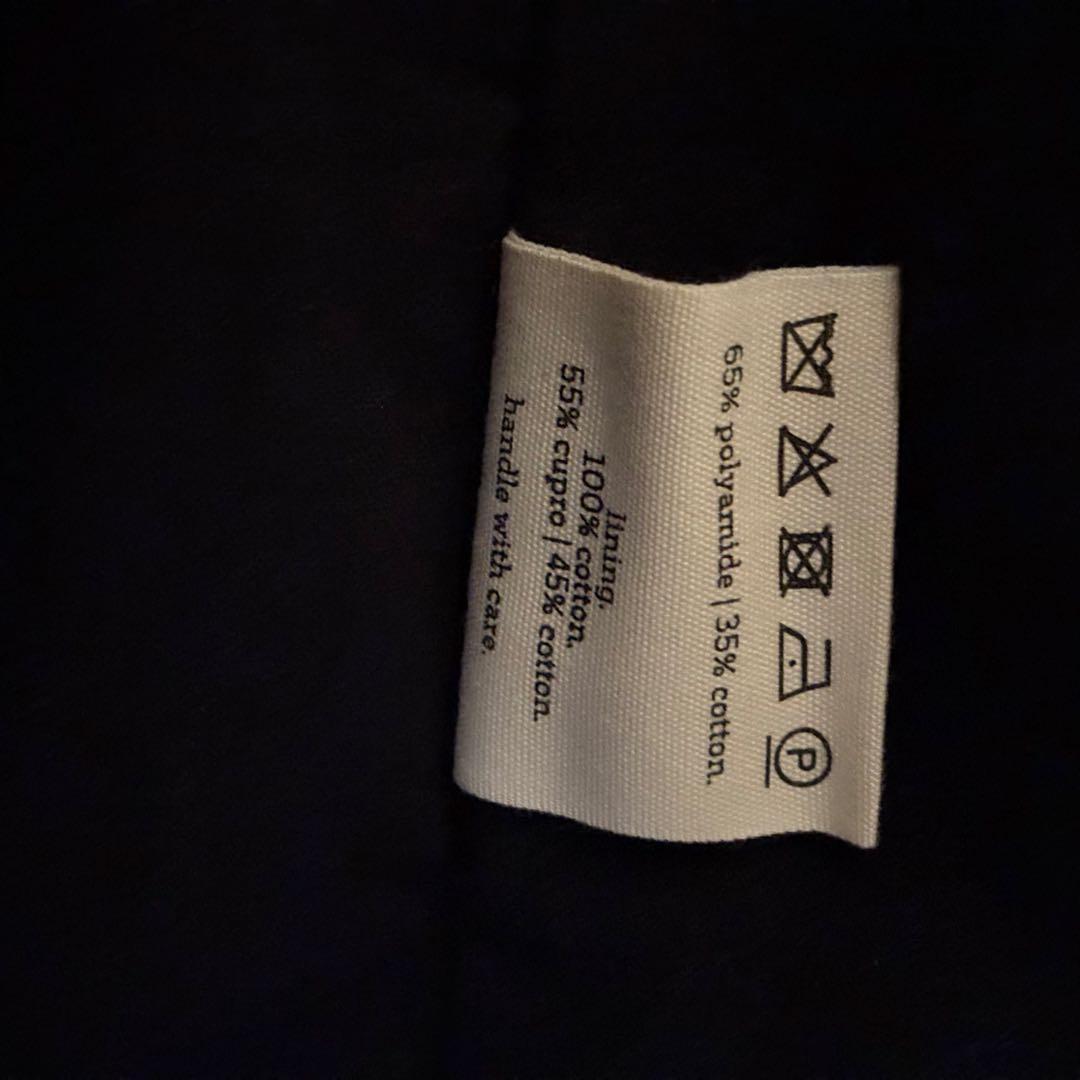 P
65% polyamide | 35% cotton.
lining.
100% cotton.
55% cupro | 45% cotton.
handle with care.